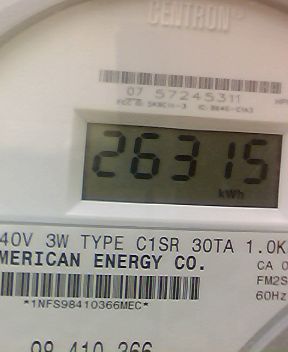 CENTRON
07 57245311
26315
kWh
40V 3W TYPE C1SR 30TA 1.0K
MERICAN ENERGY CO.
CA 0
FM2S
60Hz
*1NFS98410366MEC*
98 410 366